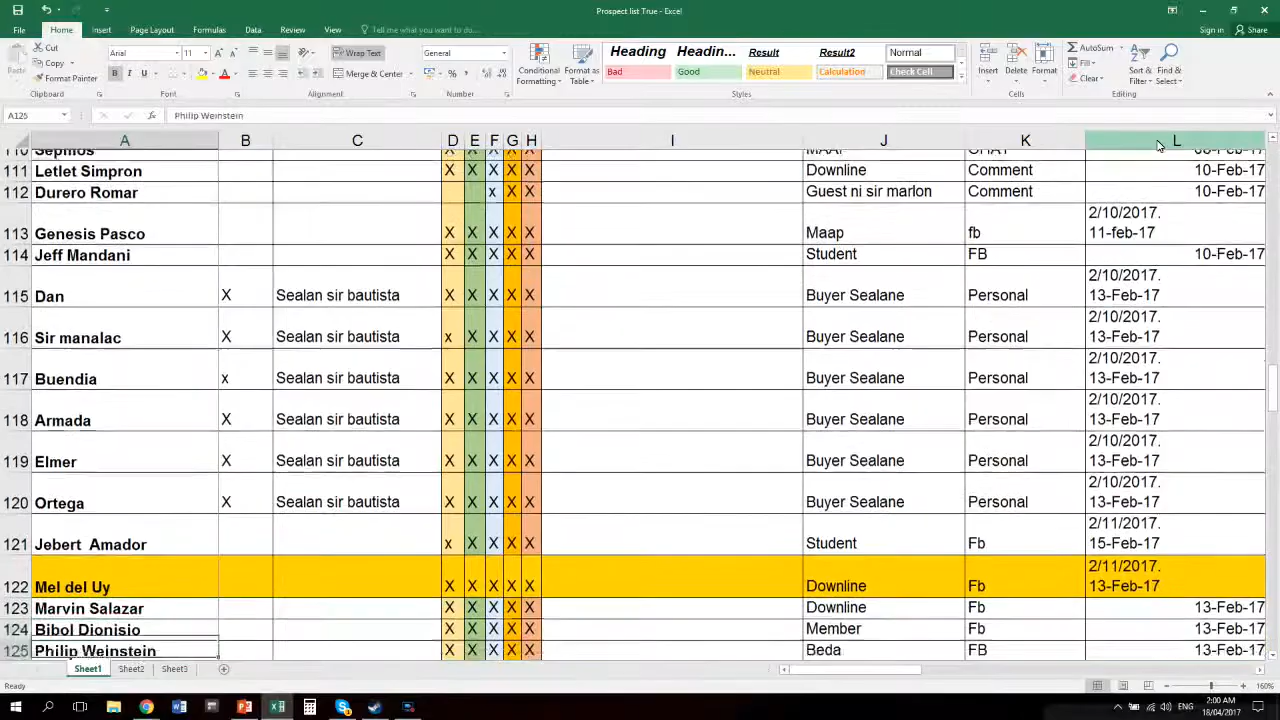 Prospect list True - Excel
Sign in
Share
File Home Insert Page Layout Formulas Data Review View Tell me what you want to do...
Cut
Copy
Format Painter
Paste
Clipboard
Arial 11
B I U
Font
Wrap Text
Merge & Center
Alignment
General
Number
Conditional Formatting
Format as Table
Heading Headin... Result Result2 Normal
Bad Good Neutral Calculation Check Cell
Styles
Insert Delete Format
Cells
AutoSum
Fill
Clear
Sort & Filter
Find & Select
Editing
A125 Philip Weinstein
A B C D E F G H I J K L
111 Letlet Simpron X X X X X Downline Comment 10-Feb-17
112 Durero Romar x X X Guest ni sir marlon Comment 10-Feb-17
2/10/2017.
113 Genesis Pasco X X X X X Maap fb 11-feb-17
114 Jeff Mandani X X X X X Student FB 10-Feb-17
2/10/2017.
115 Dan X Sealan sir bautista X X X X X Buyer Sealane Personal 13-Feb-17
2/10/2017.
116 Sir manalac X Sealan sir bautista x X X X X Buyer Sealane Personal 13-Feb-17
2/10/2017.
117 Buendia x Sealan sir bautista X X X X X Buyer Sealane Personal 13-Feb-17
2/10/2017.
118 Armada X Sealan sir bautista X X X X X Buyer Sealane Personal 13-Feb-17
2/10/2017.
119 Elmer X Sealan sir bautista X X X X X Buyer Sealane Personal 13-Feb-17
2/10/2017.
120 Ortega X Sealan sir bautista X X X X X Buyer Sealane Personal 13-Feb-17
2/11/2017.
121 Jebert Amador x X X X X Student Fb 15-Feb-17
2/11/2017.
122 Mel del Uy X X X X X Downline Fb 13-Feb-17
123 Marvin Salazar X X X X X Downline Fb 13-Feb-17
124 Bibol Dionisio X X X X X Member Fb 13-Feb-17
125 Philip Weinstein X X X X X Beda FB 13-Feb-17
Sheet1 Sheet2 Sheet3
Ready
160%
ENG
2:00 AM
18/04/2017